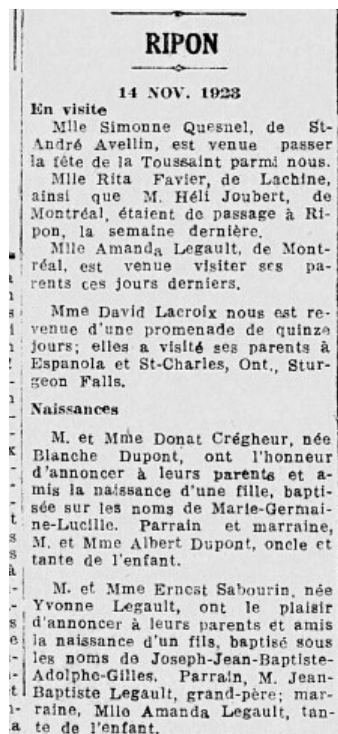 RIPON
14 NOV. 1923
En visite
Mlle Simonne Quesnel, de St-
André Avellin, est venue passer
la fête de la Toussaint parmi nous.
Mlle Rita Favier, de Lachine,
ainsi que M. Héli Joubert, de
Montréal, étaient de passage à Ri-
pon, la semaine dernière.
Mlle Amanda Legault, de Mont-
réal, est venue visiter ses pa-
rents ces jours derniers.
Mme David Lacroix nous est re-
venue d'une promenade de quinze
jours; elles a visité ses parents à
Espanola et St-Charles, Ont., Stur-
geon Falls.
Naissances
M. et Mme Donat Crégheur, née
Blanche Dupont, ont l'honneur
d'annoncer à leurs parents et a-
mis la naissance d'une fille, bapti-
sée sur les noms de Marie-Germai-
ne-Lucille. Parrain et marraine,
M. et Mme Albert Dupont, oncle et
tante de l'enfant.
M. et Mme Ernest Sabourin, née
Yvonne Legault, ont le plaisir
d'annoncer à leurs parents et amis
la naissance d'un fils, baptisé sous
les noms de Joseph-Jean-Baptiste-
Adolphe-Gilles. Parrain, M. Jean-
Baptiste Legault, grand-père; mar-
raine, Mlle Amanda Legault, tan-
te de l'enfant.